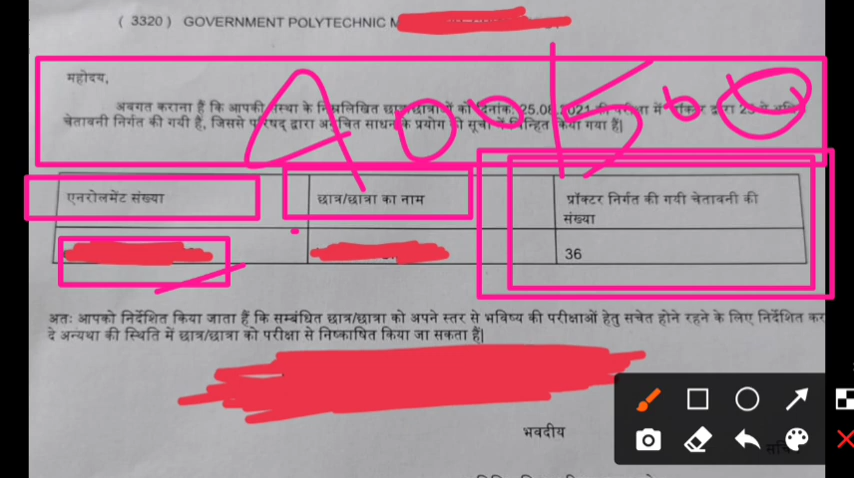 ( 3320 ) GOVERNMENT POLYTECHNIC
महोदय,
अवगत कराना हैं कि आपकी संस्था के निम्नलिखित छात्र/छात्राओं को दिनांक 25.08.2021 की परीक्षा में प्रॉक्टर द्वारा 25 से
चेतावनी निर्गत की गयी हैं, जिससे परिषद् द्वारा अनुचित साधन के प्रयोग की सूची में चिन्हित किया गया हैं|
एनरोलमेंट संख्या
छात्र/छात्रा का नाम
प्रॉक्टर निर्गत की गयी चेतावनी की
संख्या
36
अतः आपको निर्देशित किया जाता हैं कि सम्बंधित छात्र/छात्रा को अपने स्तर से भविष्य की परीक्षाओं हेतु सचेत होने रहने के लिए निर्देशित कर
दे अन्यथा की स्थिति में छात्र/छात्रा को परीक्षा से निष्काषित किया जा सकता हैं|
भवदीय